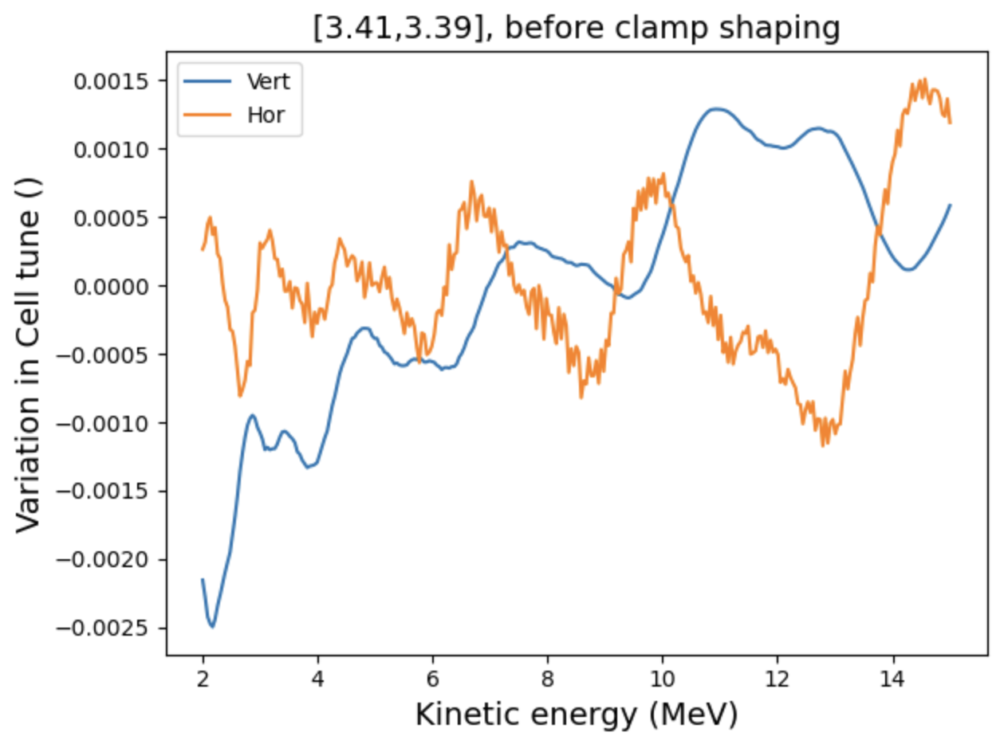 [3.41,3.39], before clamp shaping
Vert
Hor
Variation in Cell tune ()
0.0015
0.0010
0.0005
0.0000
−0.0005
−0.0010
−0.0015
−0.0020
−0.0025
2 4 6 8 10 12 14
Kinetic energy (MeV)